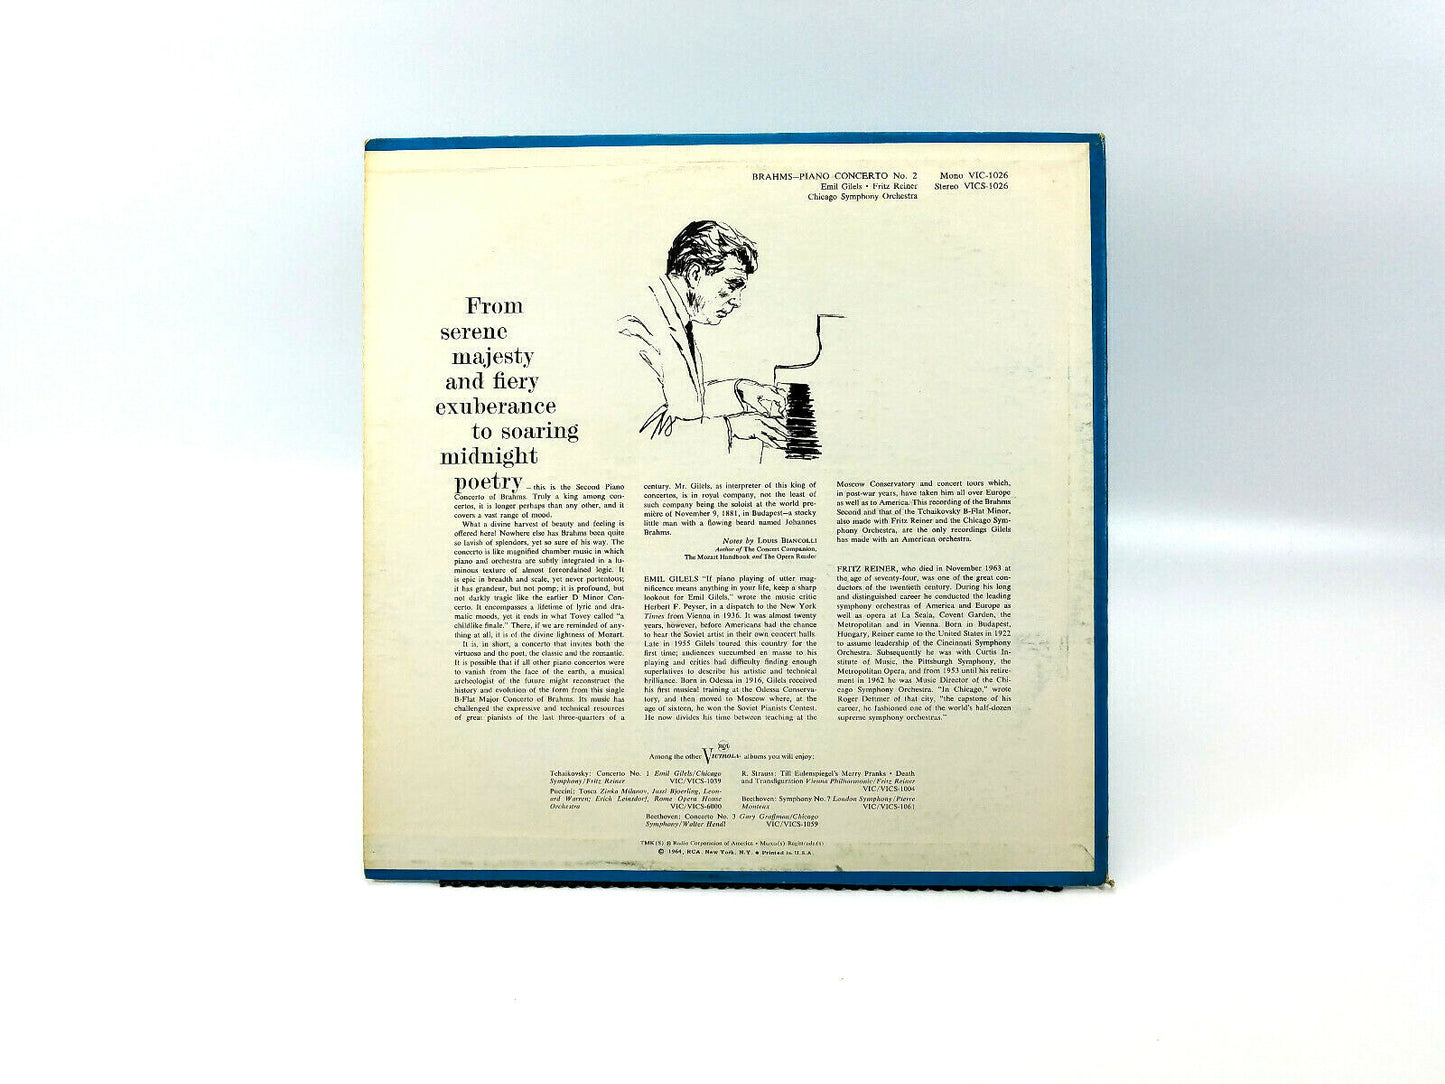 BRAHMS—PIANO CONCERTO No. 2 Mono VIC-1026
Emil Gilels • Fritz Reiner Stereo VICS-1026
Chicago Symphony Orchestra
From
serene
majesty
and fiery
exuberance
to soaring
midnight
poetry—this is the Second Piano
Concerto of Brahms. Truly a king among con-
certos, it is longer perhaps than any other, and it
covers a vast range of mood.
What a divine harvest of beauty and feeling is
offered here! Nowhere else has Brahms been quite
so lavish of splendors, yet so sure of his way. The
concerto is like magnified chamber music in which
piano and orchestra are subtly integrated in a lu-
minous texture of almost foreordained logic. It
is epic in breadth and scale, yet never portentous;
it has grandeur, but not pomp; it is profound, but
not darkly tragic like the earlier D Minor Con-
certo. It encompasses a lifetime of lyric and dra-
matic moods, yet it ends in what Tovey called "a
childlike finale." There, if we are reminded of any-
thing at all, it is of the divine lightness of Mozart.
It is, in short, a concerto that invites both the
virtuoso and the poet, the classic and the romantic.
It is possible that if all other piano concertos were
to vanish from the face of the earth, a musical
archeologist of the future might reconstruct the
history and evolution of the form from this single
B-Flat Major Concerto of Brahms. Its music has
challenged the expressive and technical resources
of great pianists of the last three-quarters of a
century. Mr. Gilels, as interpreter of this king of
concertos, is in royal company, not the least of
such company being the soloist at the world pre-
mière of November 9, 1881, in Budapest—a stocky
little man with a flowing beard named Johannes
Brahms.
Notes by LOUIS BIANCOLLI
Author of The Concert Companion,
The Mozart Handbook and The Opera Reader
EMIL GILELS "If piano playing of utter mag-
nificence means anything in your life, keep a sharp
lookout for Emil Gilels," wrote the music critic
Herbert F. Peyser, in a dispatch to the New York
Times from Vienna in 1936. It was almost twenty
years, however, before Americans had the chance
to hear the Soviet artist in their own concert halls.
Late in 1955 Gilels toured this country for the
first time; audiences succumbed en masse to his
playing and critics had difficulty finding enough
superlatives to describe his artistic and technical
brilliance. Born in Odessa in 1916, Gilels received
his first musical training at the Odessa Conserva-
tory, and then moved to Moscow where, at the
age of sixteen, he won the Soviet Pianists Contest.
He now divides his time between teaching at the
Moscow Conservatory and concert tours which,
in post-war years, have taken him all over Europe
as well as to America. This recording of the Brahms
Second and that of the Tchaikovsky B-Flat Minor,
also made with Fritz Reiner and the Chicago Sym-
phony Orchestra, are the only recordings Gilels
has made with an American orchestra.
FRITZ REINER, who died in November 1963 at
the age of seventy-four, was one of the great con-
ductors of the twentieth century. During his long
and distinguished career he conducted the leading
symphony orchestras of America and Europe as
well as opera at La Scala, Covent Garden, the
Metropolitan and in Vienna. Born in Budapest,
Hungary, Reiner came to the United States in 1922
to assume leadership of the Cincinnati Symphony
Orchestra. Subsequently he was with Curtis In-
stitute of Music, the Pittsburgh Symphony, the
Metropolitan Opera, and from 1953 until his retire-
ment in 1962 he was Music Director of the Chi-
cago Symphony Orchestra. "In Chicago," wrote
Roger Dettmer of that city, "the capstone of his
career, he fashioned one of the world's half-dozen
supreme symphony orchestras."
Among the other RCA VICTROLA albums you will enjoy:
Tchaikovsky: Concerto No. 1 Emil Gilels/Chicago
Symphony/Fritz Reiner VIC/VICS-1039
Puccini: Tosca Zinka Milanov, Jussi Bjoerling, Leon-
ard Warren; Erich Leinsdorf, Rome Opera House
Orchestra VIC/VICS-6000
R. Strauss: Till Eulenspiegel's Merry Pranks • Death
and Transfiguration Vienna Philharmonic/Fritz Reiner
VIC/VICS-1004
Beethoven: Symphony No. 7 London Symphony/Pierre
Monteux VIC/VICS-1061
Beethoven: Concerto No. 3 Gary Graffman/Chicago
Symphony/Walter Hendl VIC/VICS-1059
TMK(S) ® Radio Corporation of America • Marca(s) Registrada(s)
© 1964, RCA, New York, N.Y. • Printed in U.S.A.